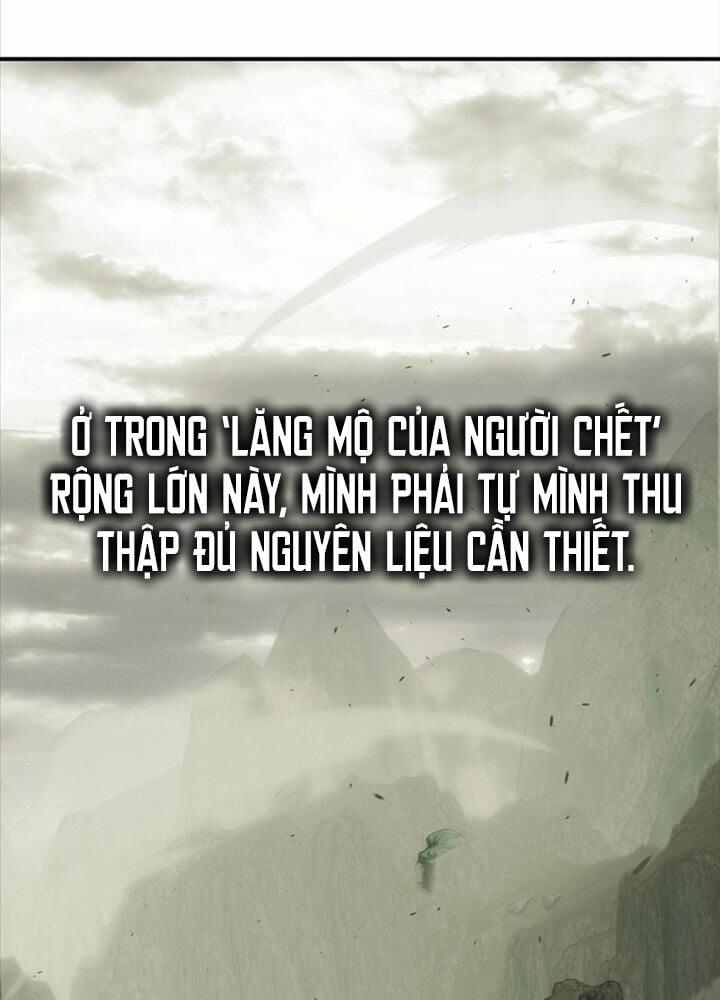 Ở TRONG ‘LĂNG MỘ CỦA NGƯỜI CHẾT’
RỘNG LỚN NÀY, MÌNH PHẢI TỰ MÌNH THU
THẬP ĐỦ NGUYÊN LIỆU CẦN THIẾT.